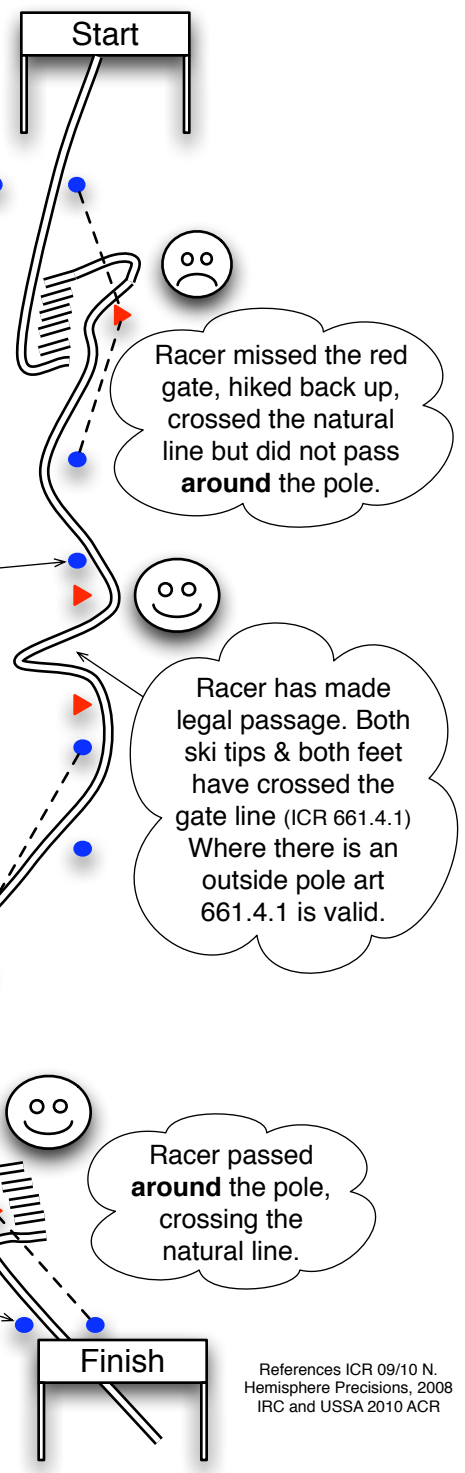 Start
Racer missed the red
gate, hiked back up,
crossed the natural
line but did not pass
around the pole.
Racer has made
legal passage. Both
ski tips & both feet
have crossed the
gate line (ICR 661.4.1)
Where there is an
outside pole art
661.4.1 is valid.
Racer passed
around the pole,
crossing the
natural line.
Finish
References ICR 09/10 N.
Hemisphere Precisions, 2008
IRC and USSA 2010 ACR